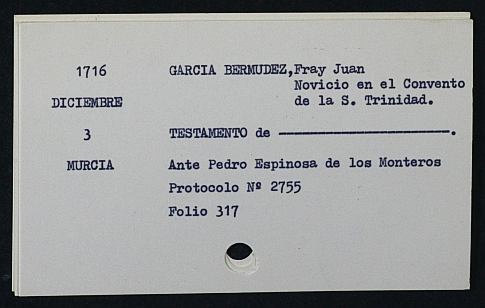 1716 GARCIA BERMUDEZ,Fray Juan
Novicio en el Convento
DICIEMBRE de la S. Trinidad.
3 TESTAMENTO de ———————————————.
MURCIA Ante Pedro Espinosa de los Monteros
Protocolo Nº 2755
Folio 317